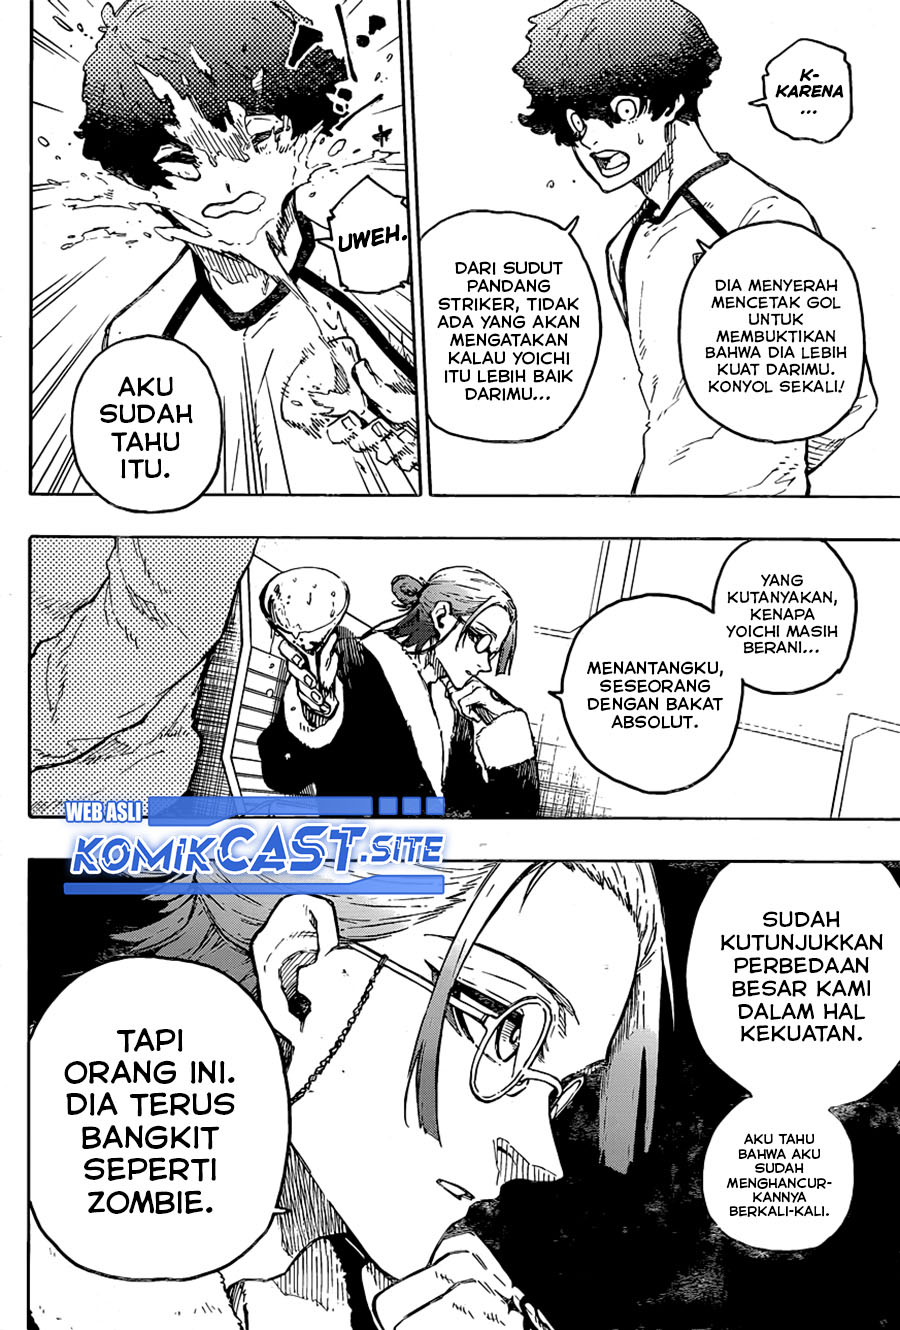 K-
KARENA
...
DIA MENYERAH
MENCETAK GOL
UNTUK
MEMBUKTIKAN
BAHWA DIA LEBIH
KUAT DARIMU.
KONYOL SEKALI!
DARI SUDUT
PANDANG
STRIKER, TIDAK
ADA YANG AKAN
MENGATAKAN
KALAU YOICHI
ITU LEBIH BAIK
DARIMU...
UWEH.
AKU
SUDAH
TAHU
ITU.
YANG
KUTANYAKAN,
KENAPA
YOICHI MASIH
BERANI...
MENANTANGKU,
SESEORANG
DENGAN BAKAT
ABSOLUT.
WEB ASLI
KOMIKCAST.SITE
SUDAH
KUTUNJUKKAN
PERBEDAAN
BESAR KAMI
DALAM HAL
KEKUATAN.
AKU TAHU
BAHWA AKU
SUDAH
MENGHANCUR-
KANNYA
BERKALI-KALI.
TAPI
ORANG INI.
DIA TERUS
BANGKIT
SEPERTI
ZOMBIE.